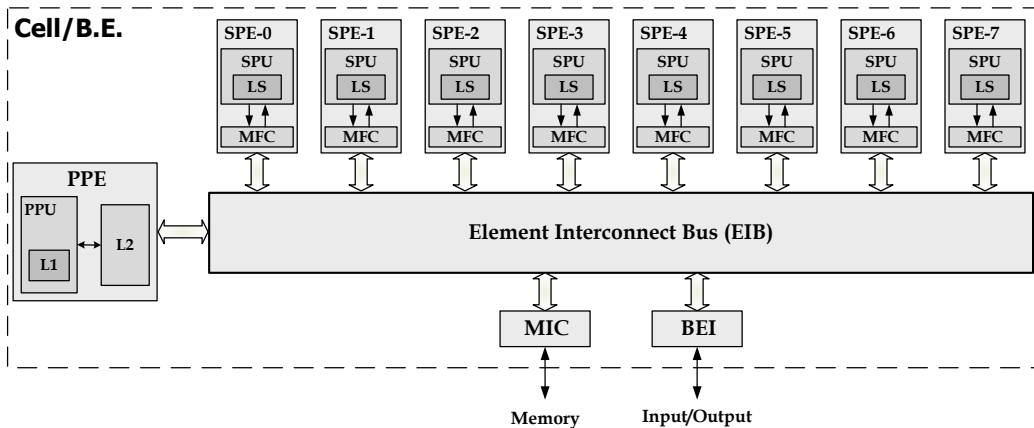 Cell/B.E.
SPE-0 SPE-1 SPE-2 SPE-3 SPE-4 SPE-5 SPE-6 SPE-7
SPU SPU SPU SPU SPU SPU SPU SPU
LS LS LS LS LS LS LS LS
MFC MFC MFC MFC MFC MFC MFC MFC
PPE
PPU
L1
L2
Element Interconnect Bus (EIB)
MIC BEI
Memory Input/Output